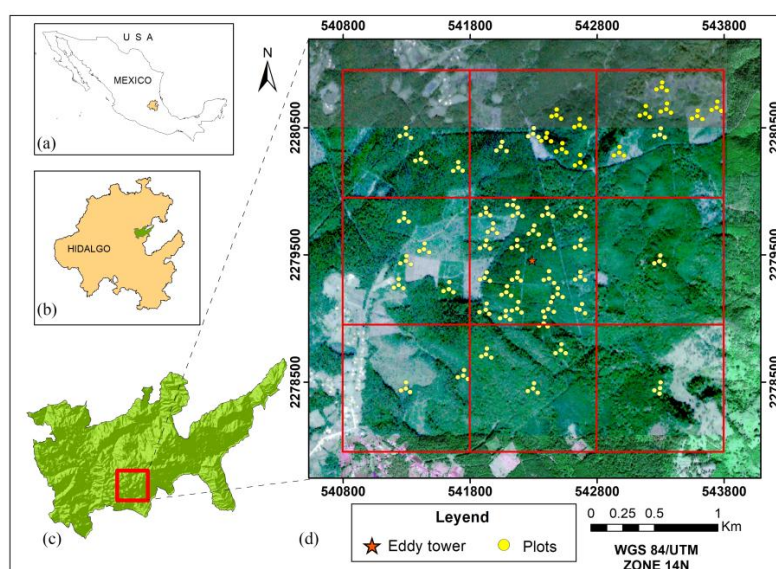 U S A
MEXICO
(a)
N
HIDALGO
(b)
(c)
540800 541800 542800 543800
2280500 2280500
2279500 2279500
2278500 2278500
540800 541800 542800 543800
(d)
Leyend
Eddy tower Plots
0 0.25 0.5 1
Km
WGS 84/UTM
ZONE 14N